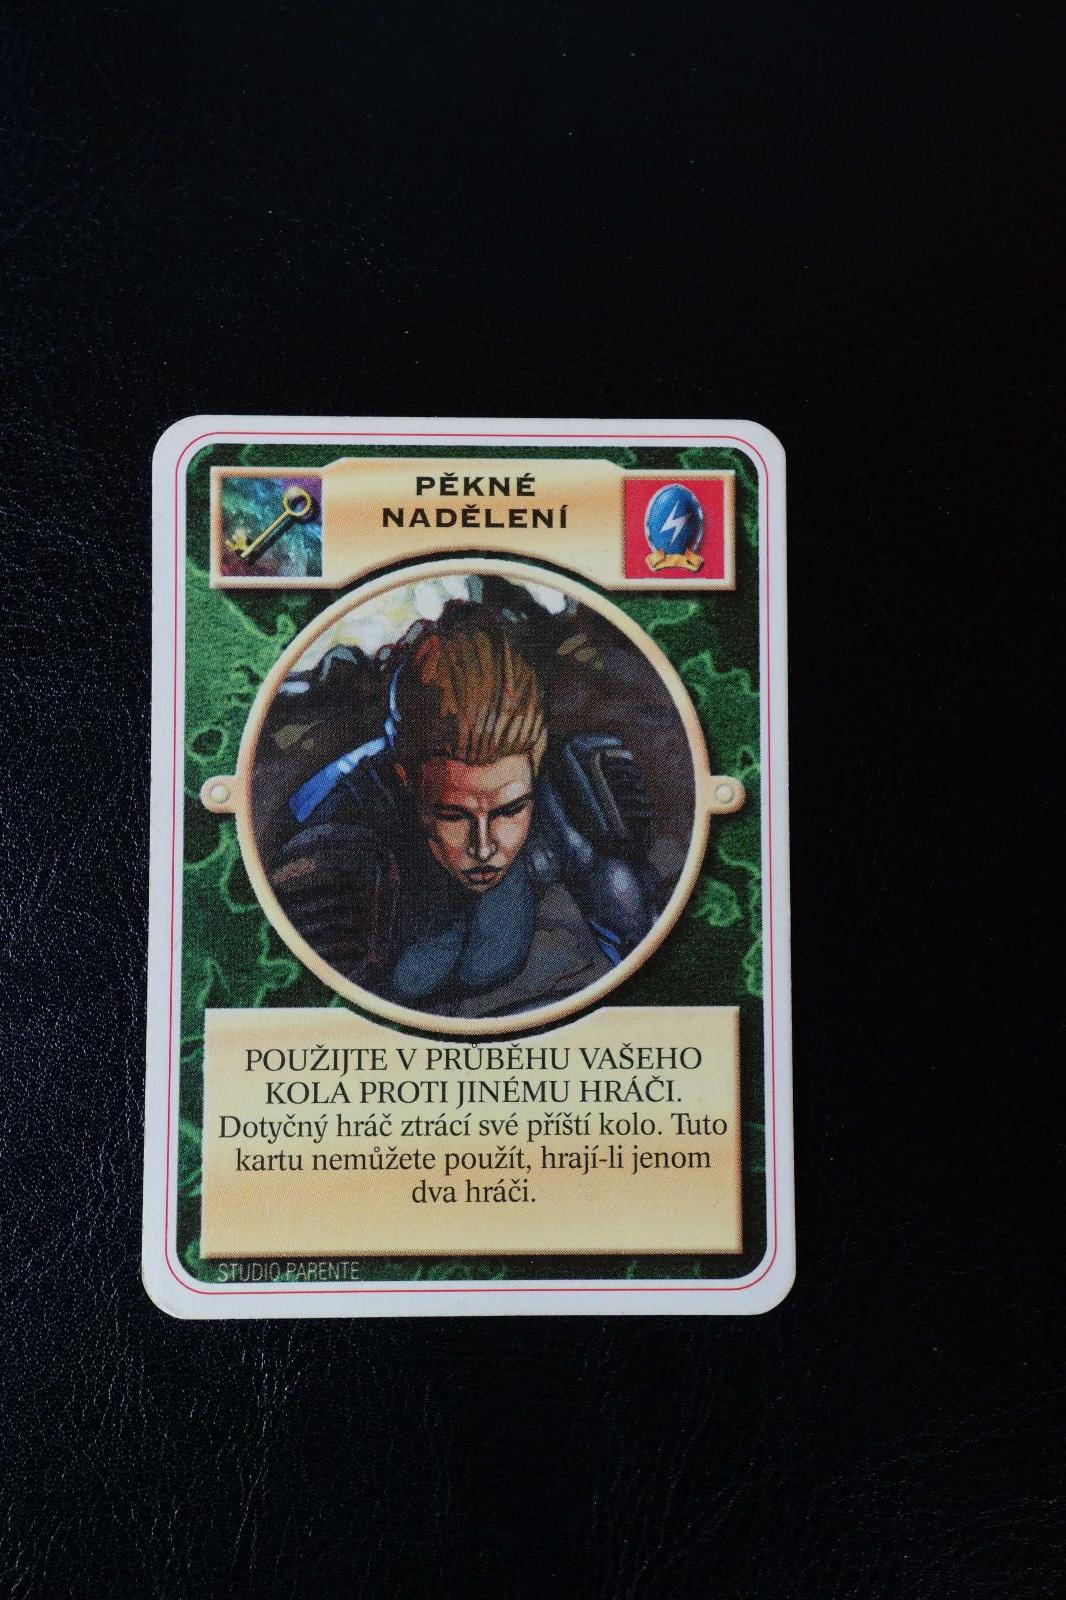 PĚKNÉ
NADĚLENÍ
POUŽIJTE V PRŮBĚHU VAŠEHO
KOLA PROTI JINÉMU HRÁČI.
Dotyčný hráč ztrácí své příští kolo. Tuto
kartu nemůžete použít, hrají-li jenom
dva hráči.
STUDIO PARENTE